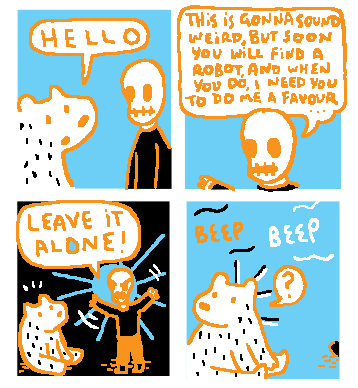 HELLO
THIS IS GONNA SOUND
WEIRD, BUT SOON
YOU WILL FIND A
ROBOT, AND WHEN
YOU DO, I NEED YOU
TO DO ME A FAVOUR
...
LEAVE IT
ALONE!
BEEP BEEP
?